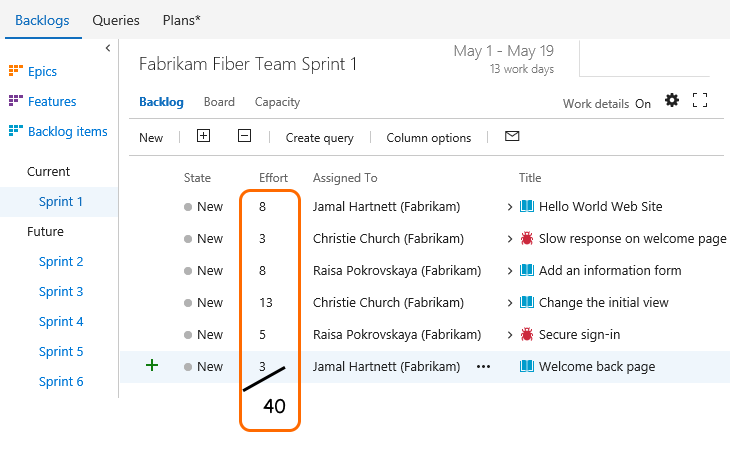 Backlogs Queries Plans*
Epics
Features
Backlog items
Current
Sprint 1
Future
Sprint 2
Sprint 3
Sprint 4
Sprint 5
Sprint 6
Fabrikam Fiber Team Sprint 1
May 1 - May 19
13 work days
Backlog Board Capacity
Work details On
New Create query Column options
State Effort Assigned To Title
New 8 Jamal Hartnett (Fabrikam) Hello World Web Site
New 3 Christie Church (Fabrikam) Slow response on welcome page
New 8 Raisa Pokrovskaya (Fabrikam) Add an information form
New 13 Christie Church (Fabrikam) Change the initial view
New 5 Raisa Pokrovskaya (Fabrikam) Secure sign-in
New 3 Jamal Hartnett (Fabrikam) ••• Welcome back page
40